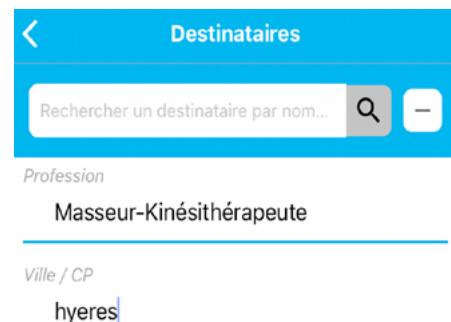 Destinataires
Rechercher un destinataire par nom...
Profession
Masseur-Kinésithérapeute
Ville / CP
hyeres